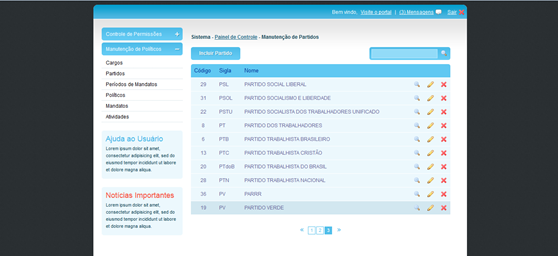 Bem vindo, Visite o portal | (3) Mensagens Sair
Controle de Permissões +
Manutenção de Políticos −
Cargos
Partidos
Períodos de Mandatos
Políticos
Mandatos
Atividades
Ajuda ao Usuário
Lorem ipsum dolor sit amet,
consectetur adipisicing elit, sed do
eiusmod tempor incididunt ut labore
et dolore magna aliqua.
Notícias Importantes
Lorem ipsum dolor sit amet,
consectetur adipisicing elit, sed do
eiusmod tempor incididunt ut labore
et dolore magna aliqua.
Sistema - Painel de Controle - Manutenção de Partidos
Incluir Partido
Código Sigla Nome
29 PSL PARTIDO SOCIAL LIBERAL
31 PSOL PARTIDO SOCIALISMO E LIBERDADE
22 PSTU PARTIDO SOCIALISTA DOS TRABALHADORES UNIFICADO
8 PT PARTIDO DOS TRABALHADORES
6 PTB PARTIDO TRABALHISTA BRASILEIRO
13 PTC PARTIDO TRABALHISTA CRISTÃO
20 PTdoB PARTIDO TRABALHISTA DO BRASIL
28 PTN PARTIDO TRABALHISTA NACIONAL
36 PV PARRR
19 PV PARTIDO VERDE
« 1 2 3 »